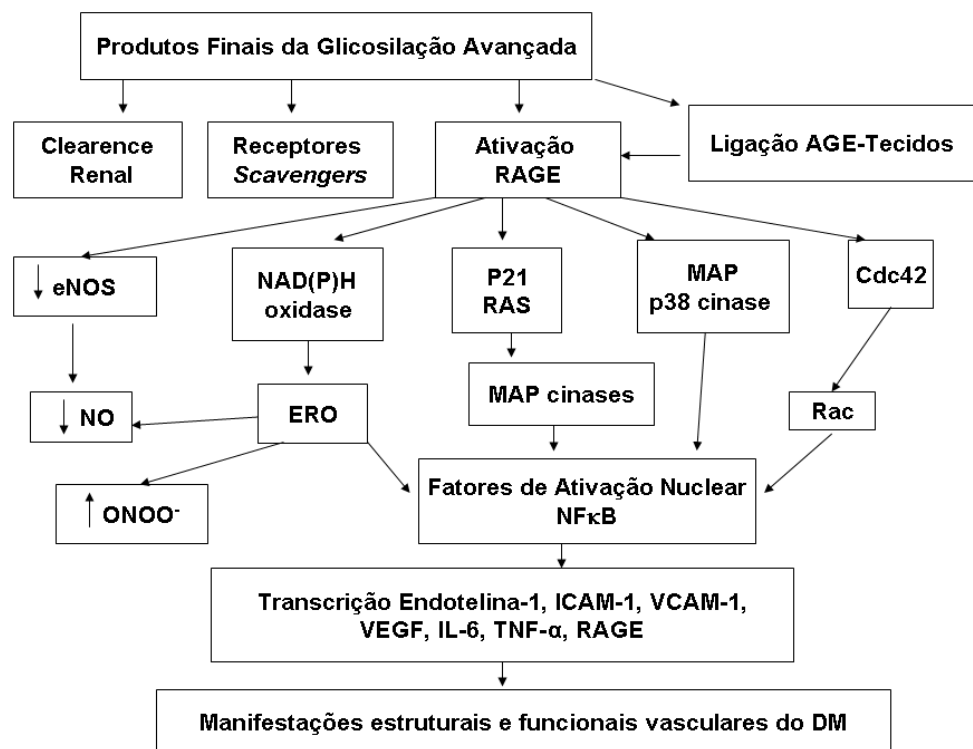 Produtos Finais da Glicosilação Avançada
Clearence
Renal
Receptores
Scavengers
Ativação
RAGE
Ligação AGE-Tecidos
↓ eNOS
NAD(P)H
oxidase
P21
RAS
MAP
p38 cinase
Cdc42
↓ NO
ERO
MAP cinases
Rac
↑ ONOO-
Fatores de Ativação Nuclear
NFκB
Transcrição Endotelina-1, ICAM-1, VCAM-1,
VEGF, IL-6, TNF-α, RAGE
Manifestações estruturais e funcionais vasculares do DM